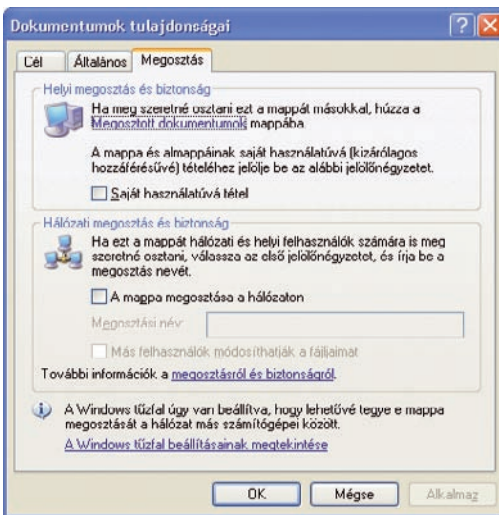 Dokumentumok tulajdonságai
Cél
Általános
Megosztás
Helyi megosztás és biztonság
Ha meg szeretné osztani ezt a mappát másokkal, húzza a
Megosztott dokumentumok mappába.
A mappa és almappáinak saját használatúvá (kizárólagos
hozzáférésűvé) tételéhez jelölje be az alábbi jelölőnégyzetet.
Saját használatúvá tétel
Hálózati megosztás és biztonság
Ha ezt a mappát hálózati és helyi felhasználók számára is meg
szeretné osztani, válassza az első jelölőnégyzetet, és írja be a
megosztás nevét.
A mappa megosztása a hálózaton
Megosztási név:
Más felhasználók módosíthatják a fájljaimat
További információk a megosztásról és biztonságról.
A Windows tűzfal úgy van beállítva, hogy lehetővé tegye e mappa
megosztását a hálózat más számítógépei között.
A Windows tűzfal beállításainak megtekintése
OK
Mégse
Alkalmaz